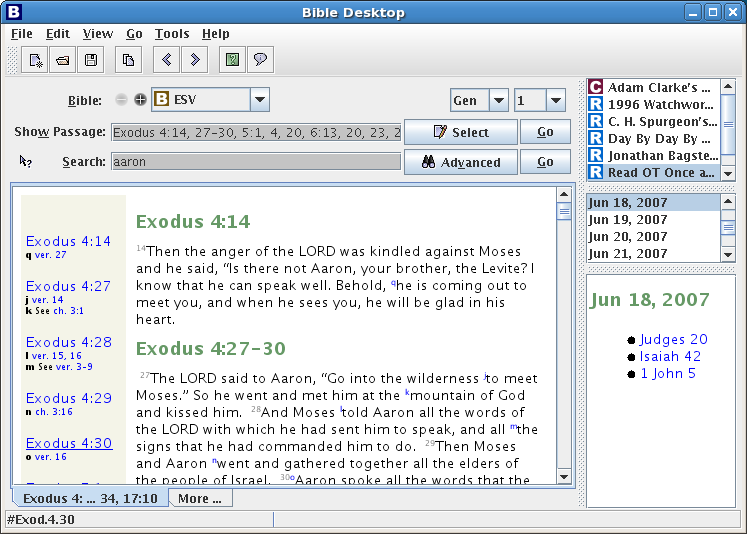 Bible Desktop
File Edit View Go Tools Help
Bible: ESV Gen 1
Show Passage: Exodus 4:14, 27-30, 5:1, 4, 20, 6:13, 20, 23, 2 Select Go
Search: aaron Advanced Go
Exodus 4:14
q ver. 27
Exodus 4:27
j ver. 14
k See ch. 3:1
Exodus 4:28
l ver. 15, 16
m See ver. 3-9
Exodus 4:29
n ch. 3:16
Exodus 4:30
o ver. 16
Exodus 4:14
14Then the anger of the LORD was kindled against Moses
and he said, “Is there not Aaron, your brother, the Levite? I
know that he can speak well. Behold, qhe is coming out to
meet you, and when he sees you, he will be glad in his
heart.
Exodus 4:27-30
27The LORD said to Aaron, “Go into the wilderness jto meet
Moses.” So he went and met him at the kmountain of God
and kissed him. 28And Moses ltold Aaron all the words of
the LORD with which he had sent him to speak, and all mthe
signs that he had commanded him to do. 29Then Moses
and Aaron nwent and gathered together all the elders of
the people of Israel. 30oAaron spoke all the words that the
Exodus 4: ... 34, 17:10 More ...
#Exod.4.30
C Adam Clarke's ...
R 1996 Watchwor...
R C. H. Spurgeon's...
R Day By Day By ...
R Jonathan Bagste...
R Read OT Once a...
Jun 18, 2007
Jun 19, 2007
Jun 20, 2007
Jun 21, 2007
Jun 18, 2007
Judges 20
Isaiah 42
1 John 5